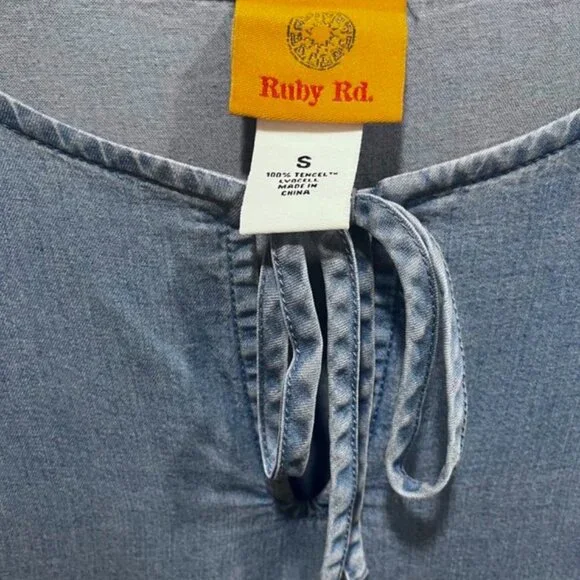 Ruby Rd.
S
100% TENCEL™
LYOCELL
MADE IN
CHINA